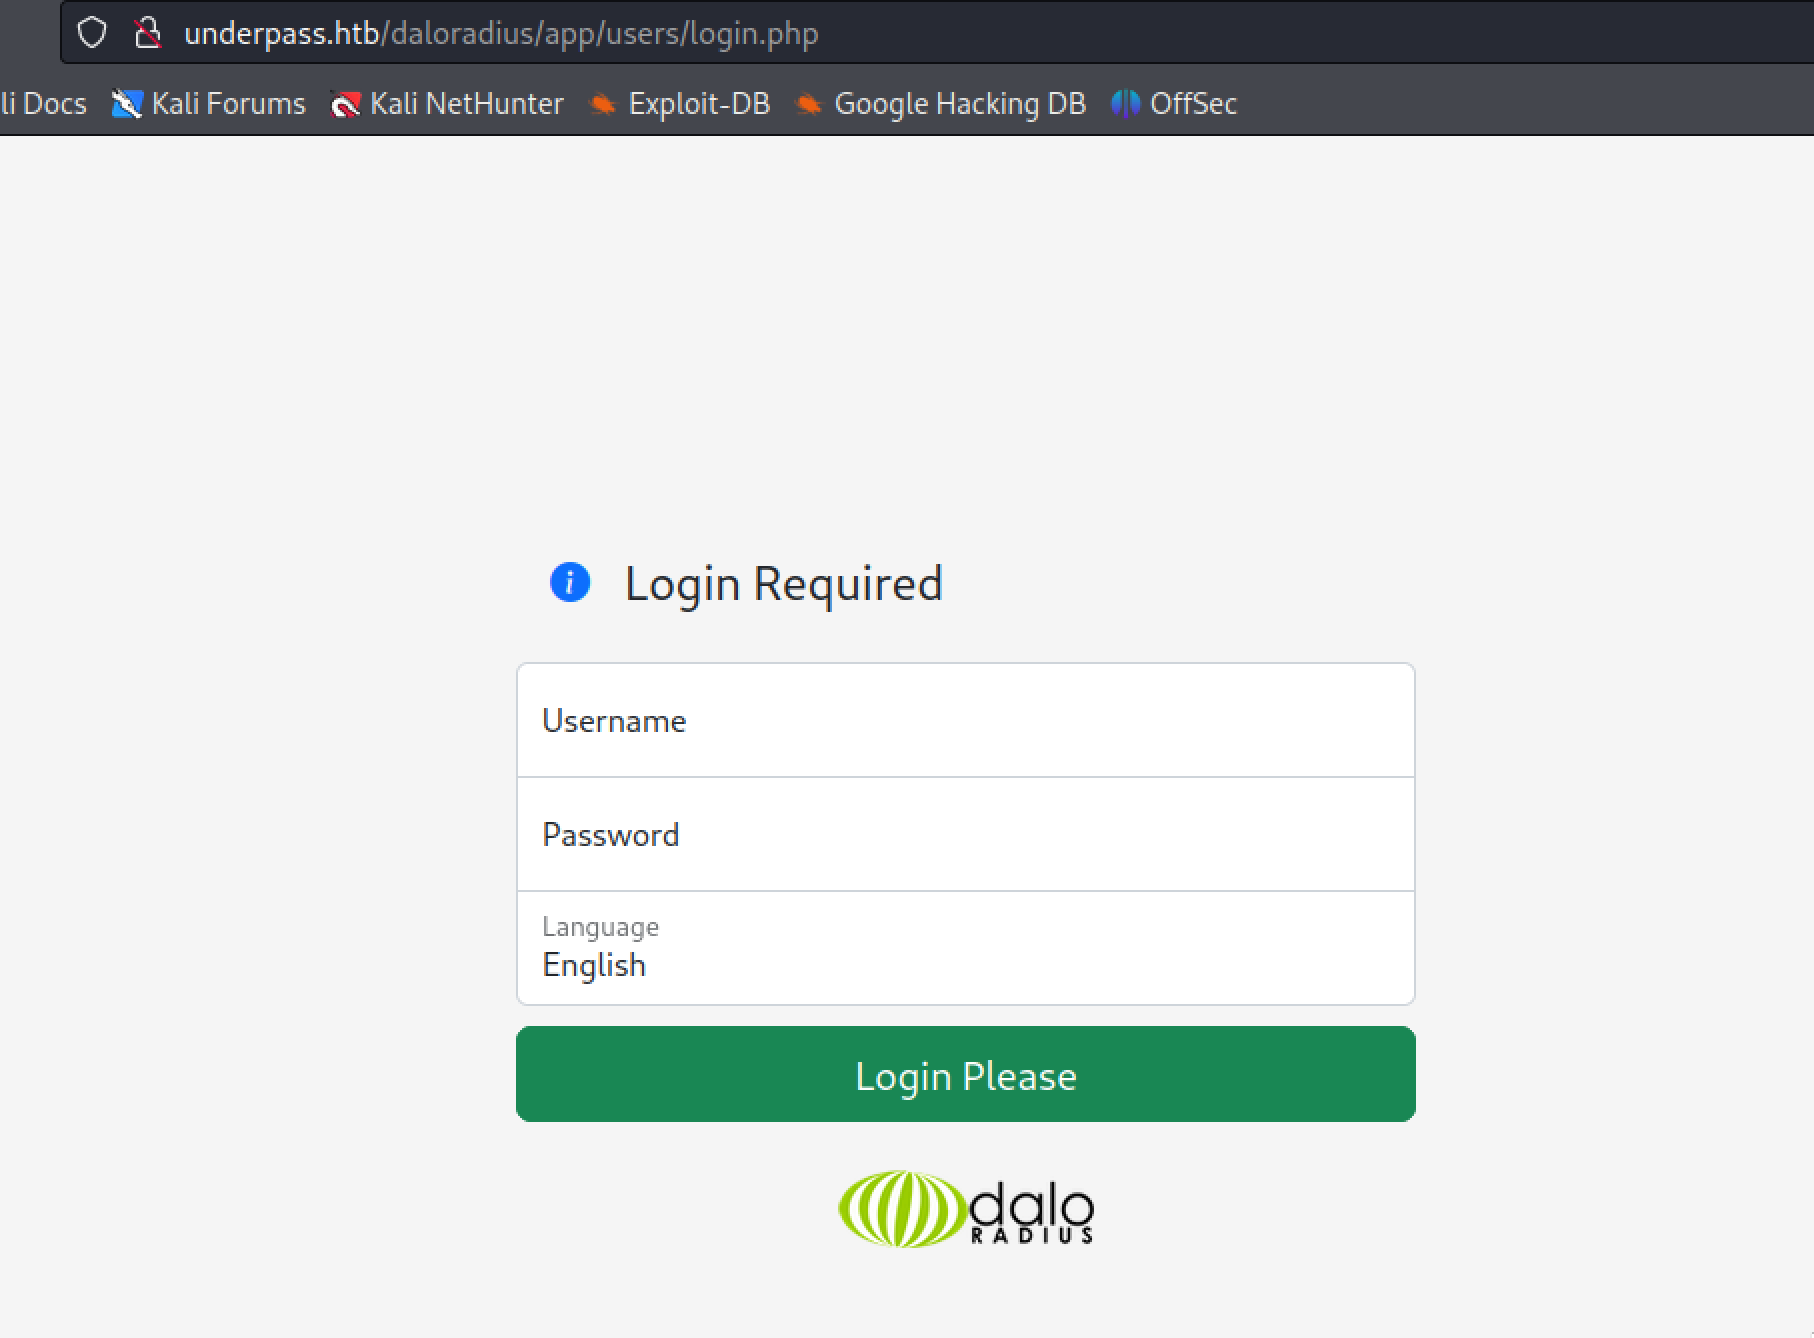 underpass.htb/daloradius/app/users/login.php
li Docs Kali Forums Kali NetHunter Exploit-DB Google Hacking DB OffSec
Login Required
Username
Password
Language
English
Login Please
dalo
RADIUS